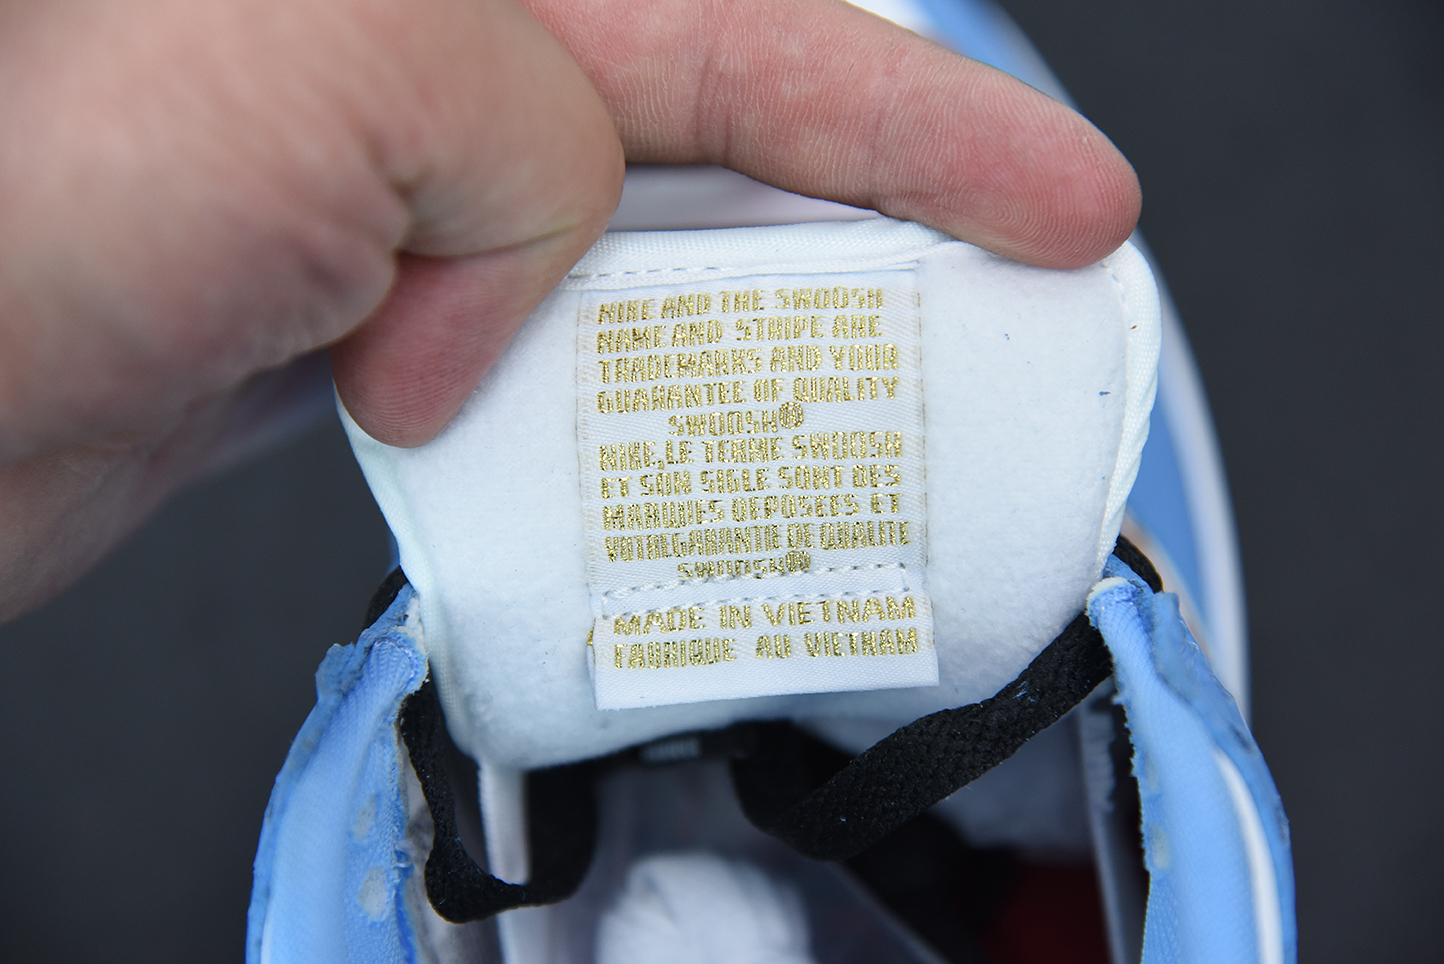 NIKE AND THE SWOOSH
NAME AND STRIPE ARE
TRADEMARKS AND YOUR
GUARANTEE OF QUALITY
SWOOSH®
NIKE,LE TERME SWOOSH
ET SON SIGLE SONT DES
MARQUES DEPOSEES ET
VOTREGARANTIE DE QUALITE
SWOOSH®
MADE IN VIETNAM
FABRIQUE AU VIETNAM